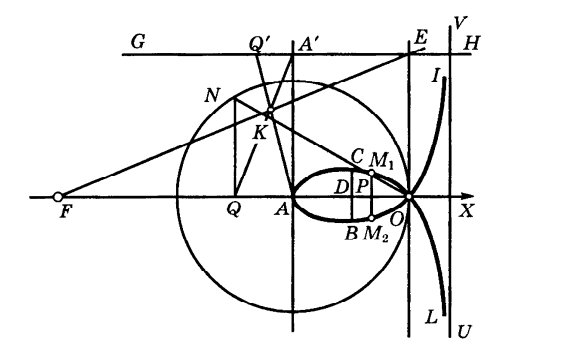 V
G Q′ A′ E H
I
N
K
C M₁
D P
F Q A O X
B M₂
L U